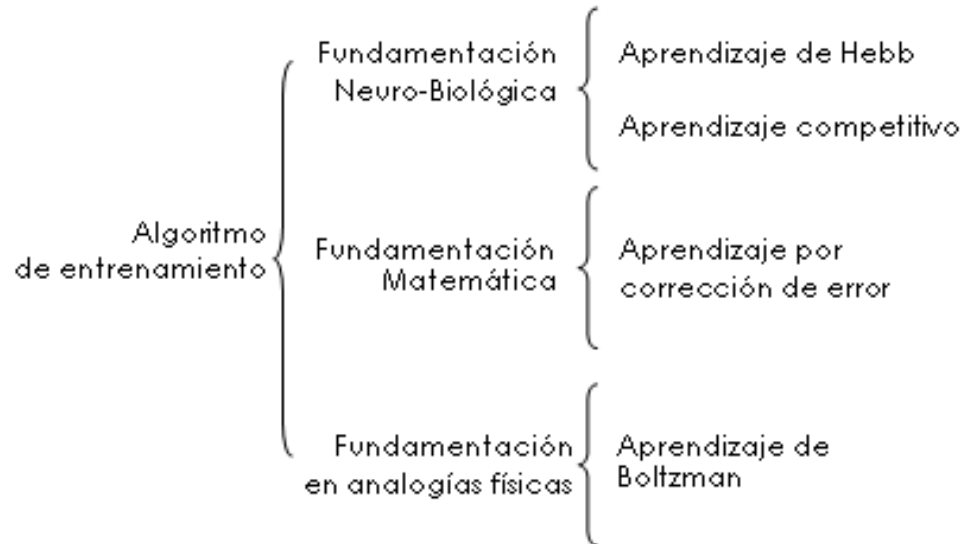 Algoritmo
de entrenamiento
Fundamentación
Neuro-Biológica
Aprendizaje de Hebb
Aprendizaje competitivo
Fundamentación
Matemática
Aprendizaje por
corrección de error
Fundamentación
en analogías físicas
Aprendizaje de
Boltzman